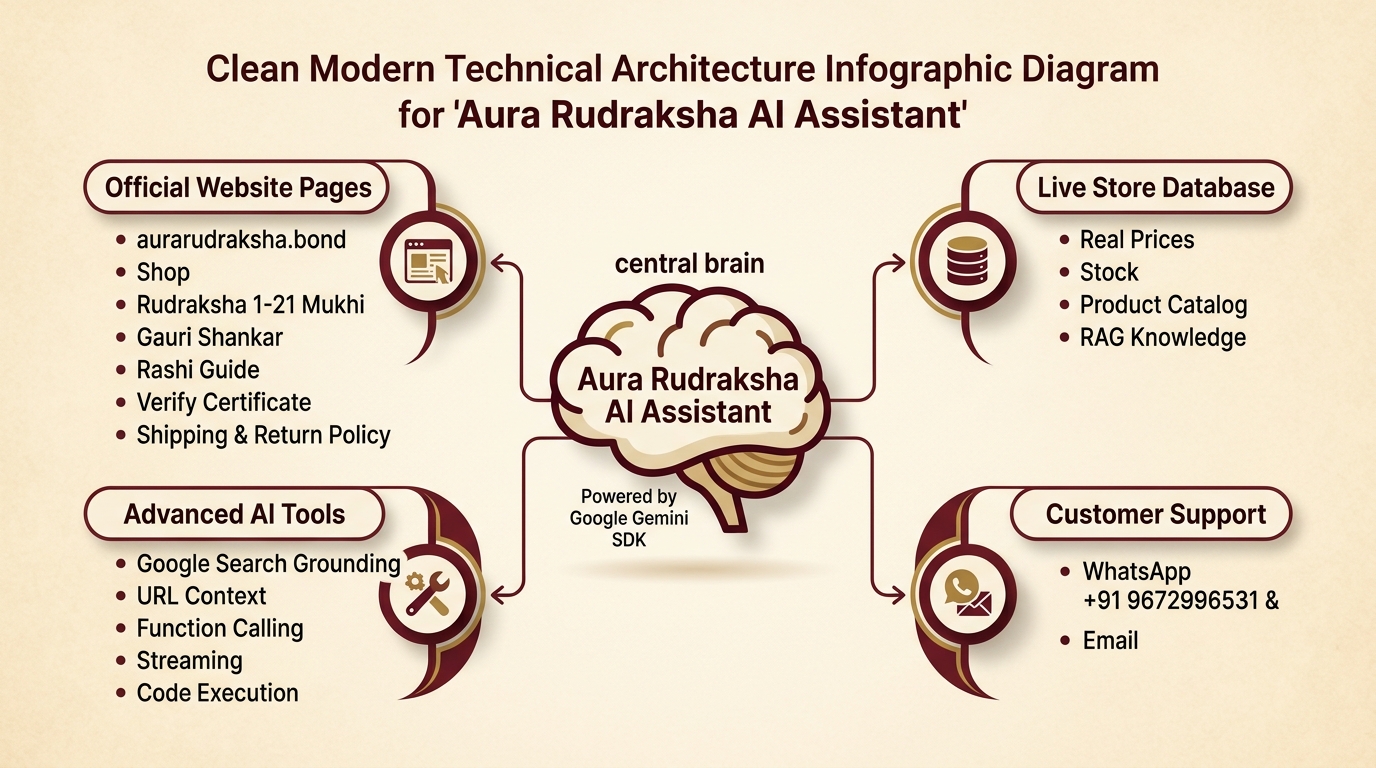 Clean Modern Technical Architecture Infographic Diagram
for 'Aura Rudraksha AI Assistant'
Official Website Pages
• aurarudraksha.bond
• Shop
• Rudraksha 1-21 Mukhi
• Gauri Shankar
• Rashi Guide
• Verify Certificate
• Shipping & Return Policy
Live Store Database
• Real Prices
• Stock
• Product Catalog
• RAG Knowledge
central brain
Aura Rudraksha
AI Assistant
Powered by
Google Gemini
SDK
Advanced AI Tools
• Google Search Grounding
• URL Context
• Function Calling
• Streaming
• Code Execution
Customer Support
• WhatsApp
+91 9672996531 &
• Email